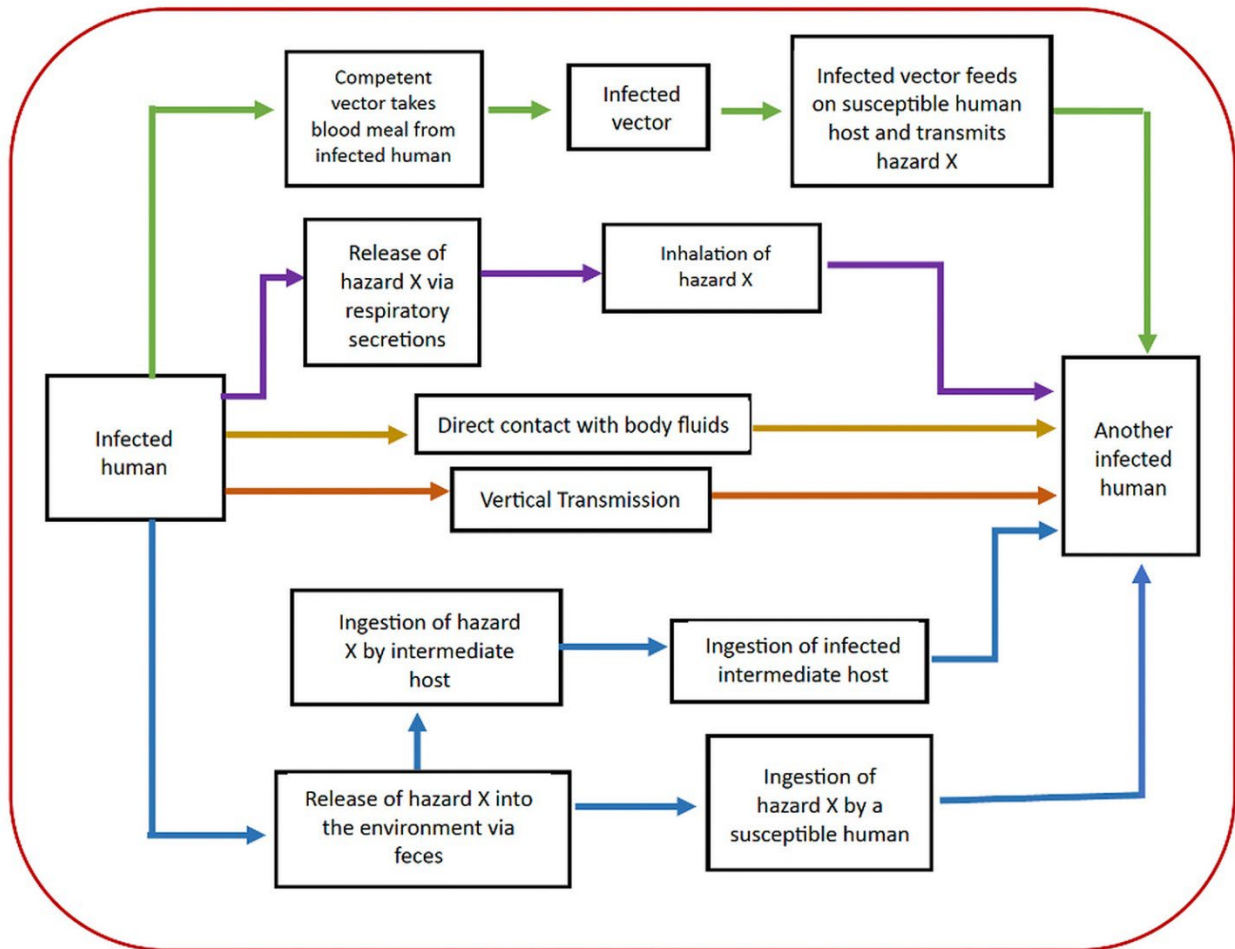 Competent
vector takes
blood meal from
infected human
Infected
vector
Infected vector feeds
on susceptible human
host and transmits
hazard X
Release of
hazard X via
respiratory
secretions
Inhalation of
hazard X
Infected
human
Direct contact with body fluids
Another
infected
human
Vertical Transmission
Ingestion of hazard
X by intermediate
host
Ingestion of infected
intermediate host
Release of hazard X into
the environment via
feces
Ingestion of
hazard X by a
susceptible human